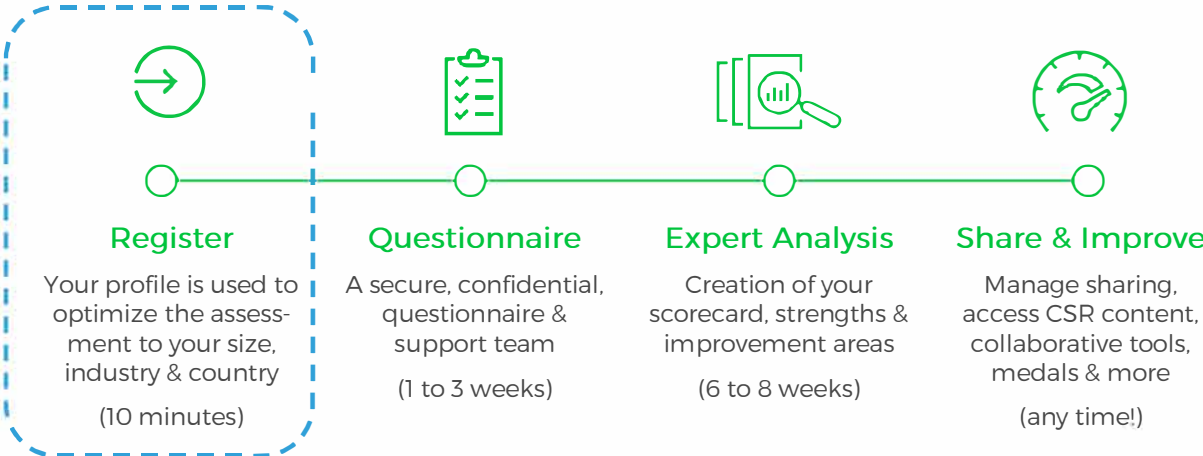 Register
Your profile is used to
optimize the assess-
ment to your size,
industry & country
(10 minutes)
Questionnaire
A secure, confidential,
questionnaire &
support team
(1 to 3 weeks)
Expert Analysis
Creation of your
scorecard, strengths &
improvement areas
(6 to 8 weeks)
Share & Improve
Manage sharing,
access CSR content,
collaborative tools,
medals & more
(any time!)